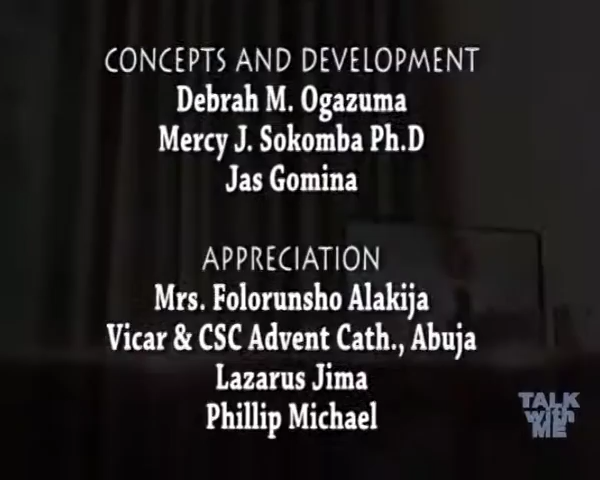 CONCEPTS AND DEVELOPMENT
Debrah M. Ogazuma
Mercy J. Sokomba Ph.D
Jas Gomina
APPRECIATION
Mrs. Folorunsho Alakija
Vicar & CSC Advent Cath., Abuja
Lazarus Jima
Phillip Michael
TALK
with
ME